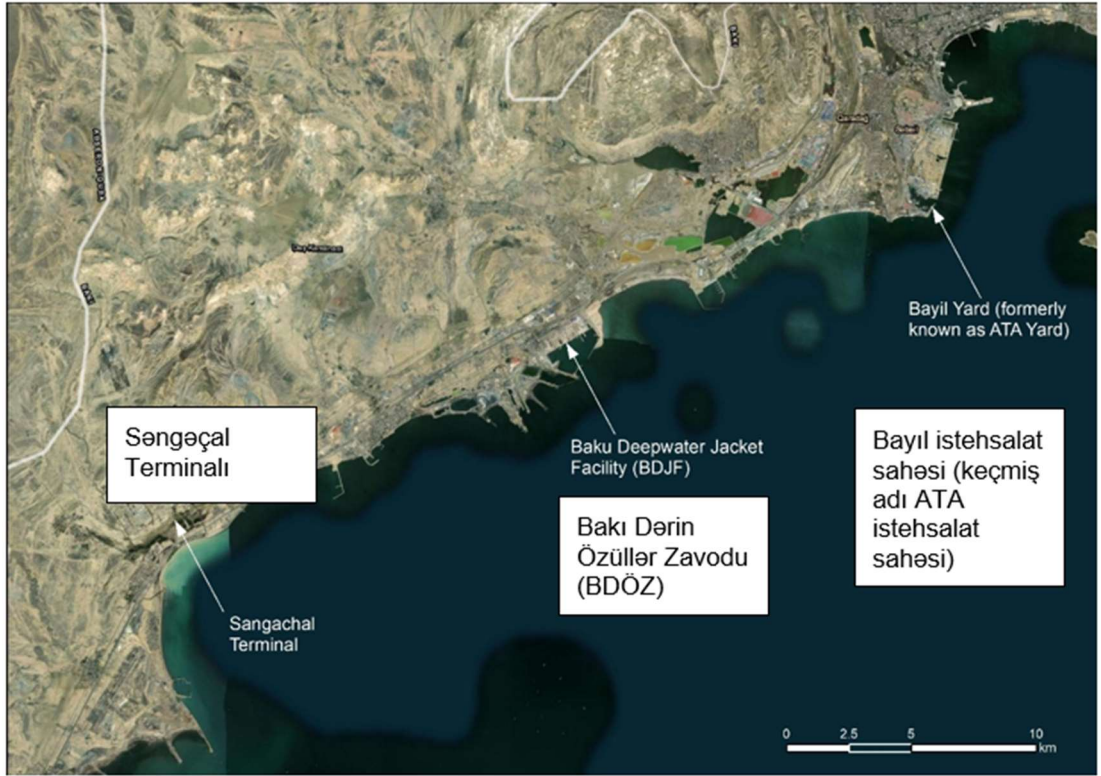 Bayil Yard (formerly
known as ATA Yard)
Səngəçal
Terminalı
Baku Deepwater Jacket
Facility (BDJF)
Bayıl istehsalat
sahəsi (keçmiş
adı ATA
istehsalat
sahəsi)
Bakı Dərin
Özüllər Zavodu
(BDÖZ)
Sangachal
Terminal
0 2.5 5 10
km